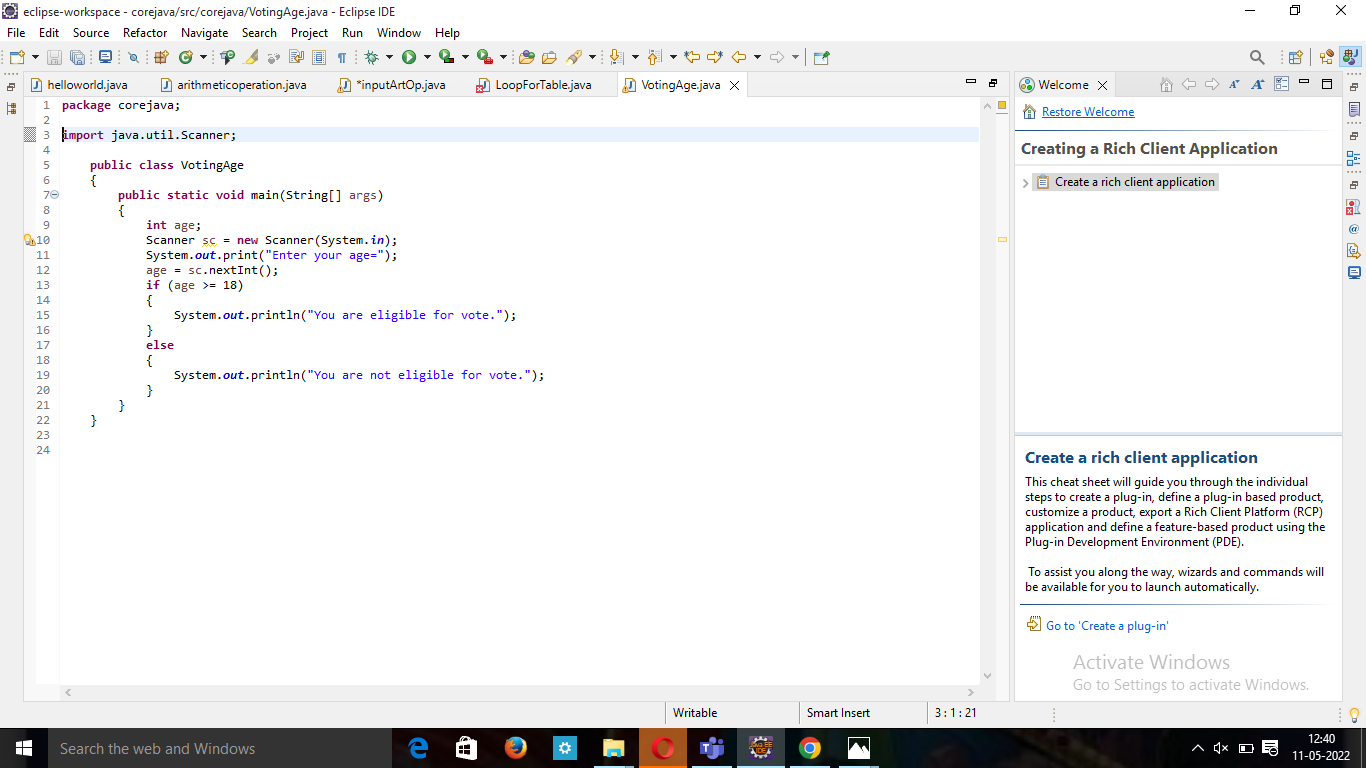 eclipse-workspace - corejava/src/corejava/VotingAge.java - Eclipse IDE
File Edit Source Refactor Navigate Search Project Run Window Help
helloworld.java arithmeticoperation.java *inputArtOp.java LoopForTable.java VotingAge.java
1 package corejava;
2
3 import java.util.Scanner;
4
5 public class VotingAge
6 {
7 public static void main(String[] args)
8 {
9 int age;
10 Scanner sc = new Scanner(System.in);
11 System.out.print("Enter your age=");
12 age = sc.nextInt();
13 if (age >= 18)
14 {
15 System.out.println("You are eligible for vote.");
16 }
17 else
18 {
19 System.out.println("You are not eligible for vote.");
20 }
21 }
22 }
23
24
Welcome
Restore Welcome
Creating a Rich Client Application
Create a rich client application
Create a rich client application
This cheat sheet will guide you through the individual
steps to create a plug-in, define a plug-in based product,
customize a product, export a Rich Client Platform (RCP)
application and define a feature-based product using the
Plug-in Development Environment (PDE).
To assist you along the way, wizards and commands will
be available for you to launch automatically.
Go to 'Create a plug-in'
Activate Windows
Go to Settings to activate Windows.
Writable Smart Insert 3 : 1 : 21
Search the web and Windows
12:40
11-05-2022